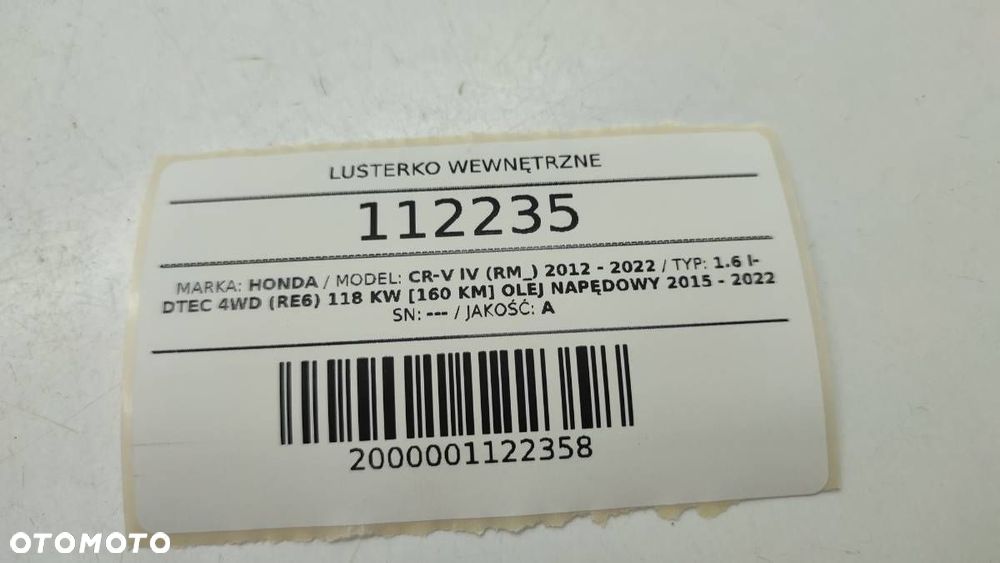 LUSTERKO WEWNĘTRZNE
112235
MARKA: HONDA / MODEL: CR-V IV (RM_) 2012 - 2022 / TYP: 1.6 I-
DTEC 4WD (RE6) 118 KW [160 KM] OLEJ NAPĘDOWY 2015 - 2022
SN: --- / JAKOŚĆ: A
2000001122358
OTOMOTO